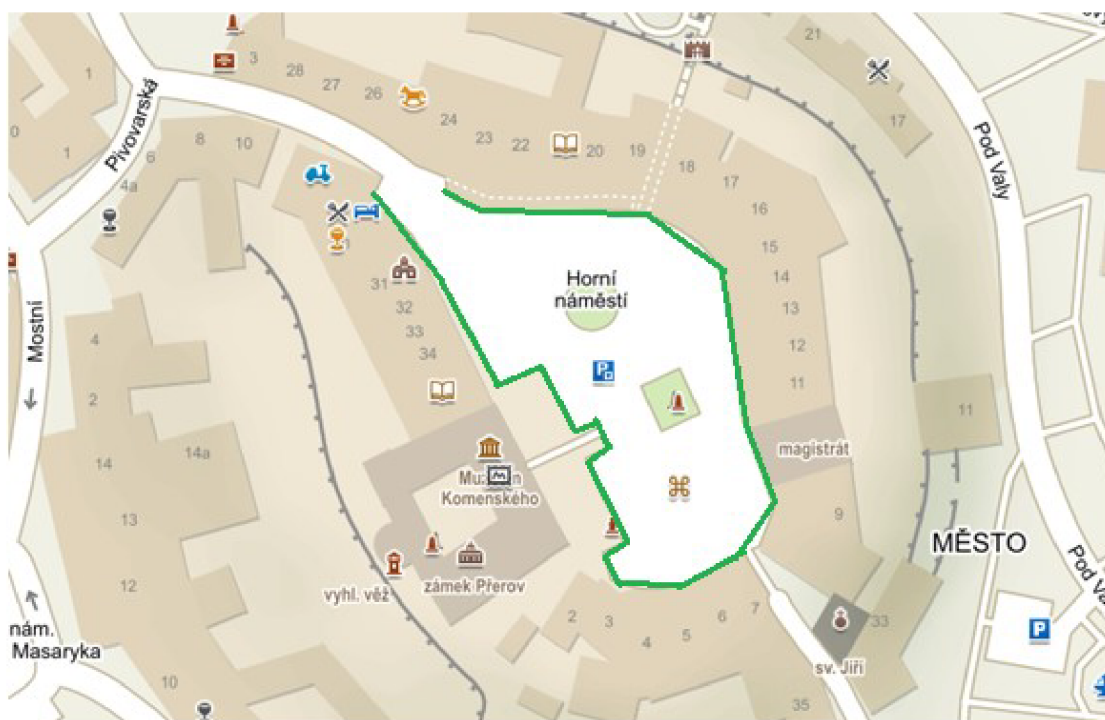 21
3
28
27
26
24
23
22
20
19
18
17
17
16
15
14
13
12
11
11
1
1
8
10
6
4a
Pivovarská
Pod Valy
Horní
náměstí
31
32
33
34
Mostní
4
2
14
14a
13
12
10
P
magistrát
9
Komenského
zámek Přerov
vyhl. věž
MĚSTO
Pod
nám.
Masaryka
2
3
4
5
6
7
33
sv. Jiří
35
P